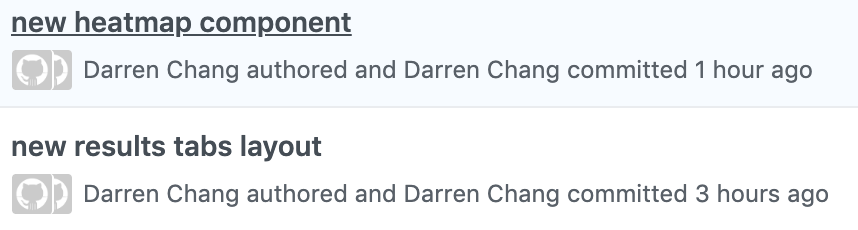 new heatmap component
Darren Chang authored and Darren Chang committed 1 hour ago
new results tabs layout
Darren Chang authored and Darren Chang committed 3 hours ago